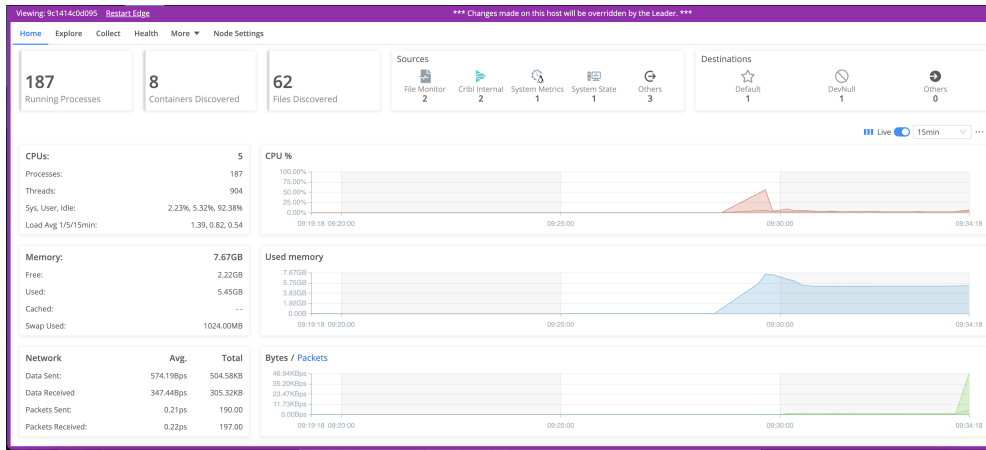 Viewing: 9c1414c0d095 Restart Edge *** Changes made on this host will be overridden by the Leader. ***
Home Explore Collect Health More Node Settings
187
Running Processes
8
Containers Discovered
62
Files Discovered
Sources
File Monitor Cribl Internal System Metrics System State Others
2 2 1 1 3
Destinations
Default DevNull Others
1 1 0
Live 15min
CPUs: 5
Processes: 187
Threads: 904
Sys, User, Idle: 2.23%, 5.32%, 92.38%
Load Avg 1/5/15min: 1.39, 0.82, 0.54
CPU %
100.00%
75.00%
50.00%
25.00%
0.00%
09:19:18 09:20:00 09:25:00 09:30:00 09:34:18
Memory: 7.67GB
Free: 2.22GB
Used: 5.45GB
Cached: - -
Swap Used: 1024.00MB
Used memory
7.67GB
5.75GB
3.83GB
1.92GB
0.00B
09:19:18 09:20:00 09:25:00 09:30:00 09:34:18
Network Avg. Total
Data Sent: 574.19Bps 504.58KB
Data Received 347.44Bps 305.32KB
Packets Sent: 0.21ps 190.00
Packets Received: 0.22ps 197.00
Bytes / Packets
46.94KBps
35.20KBps
23.47KBps
11.73KBps
0.00Bps
09:19:18 09:20:00 09:25:00 09:30:00 09:34:18